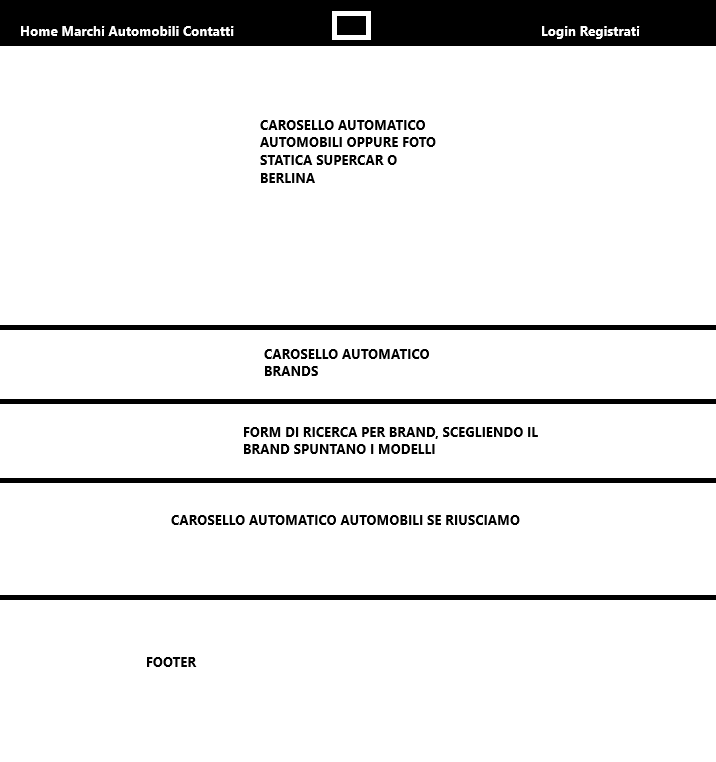 Home Marchi Automobili Contatti
Login Registrati
CAROSELLO AUTOMATICO
AUTOMOBILI OPPURE FOTO
STATICA SUPERCAR O
BERLINA
CAROSELLO AUTOMATICO
BRANDS
FORM DI RICERCA PER BRAND, SCEGLIENDO IL
BRAND SPUNTANO I MODELLI
CAROSELLO AUTOMATICO AUTOMOBILI SE RIUSCIAMO
FOOTER